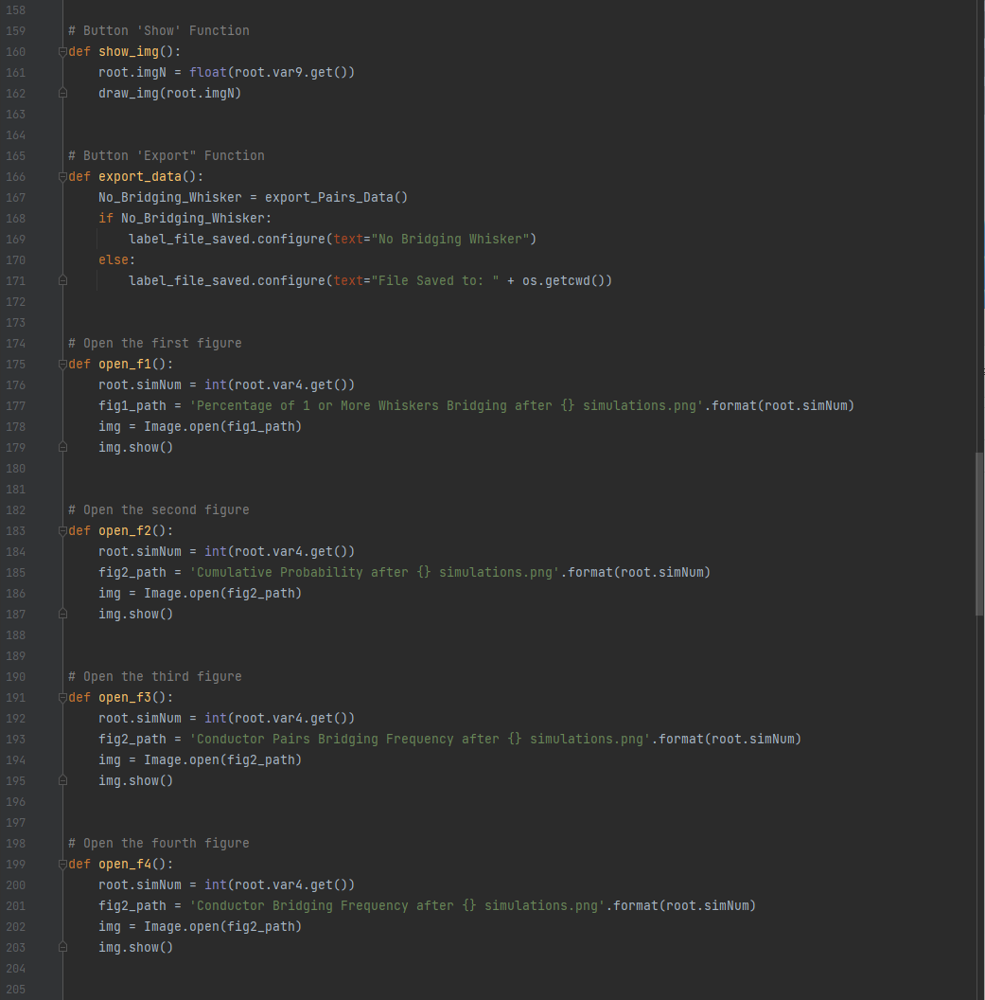 158
159 # Button 'Show' Function
160 def show_img():
161     root.imgN = float(root.var9.get())
162     draw_img(root.imgN)
163
164
165 # Button 'Export" Function
166 def export_data():
167     No_Bridging_Whisker = export_Pairs_Data()
168     if No_Bridging_Whisker:
169         label_file_saved.configure(text="No Bridging Whisker")
170     else:
171         label_file_saved.configure(text="File Saved to: " + os.getcwd())
172
173
174 # Open the first figure
175 def open_f1():
176     root.simNum = int(root.var4.get())
177     fig1_path = 'Percentage of 1 or More Whiskers Bridging after {} simulations.png'.format(root.simNum)
178     img = Image.open(fig1_path)
179     img.show()
180
181
182 # Open the second figure
183 def open_f2():
184     root.simNum = int(root.var4.get())
185     fig2_path = 'Cumulative Probability after {} simulations.png'.format(root.simNum)
186     img = Image.open(fig2_path)
187     img.show()
188
189
190 # Open the third figure
191 def open_f3():
192     root.simNum = int(root.var4.get())
193     fig2_path = 'Conductor Pairs Bridging Frequency after {} simulations.png'.format(root.simNum)
194     img = Image.open(fig2_path)
195     img.show()
196
197
198 # Open the fourth figure
199 def open_f4():
200     root.simNum = int(root.var4.get())
201     fig2_path = 'Conductor Bridging Frequency after {} simulations.png'.format(root.simNum)
202     img = Image.open(fig2_path)
203     img.show()
204
205